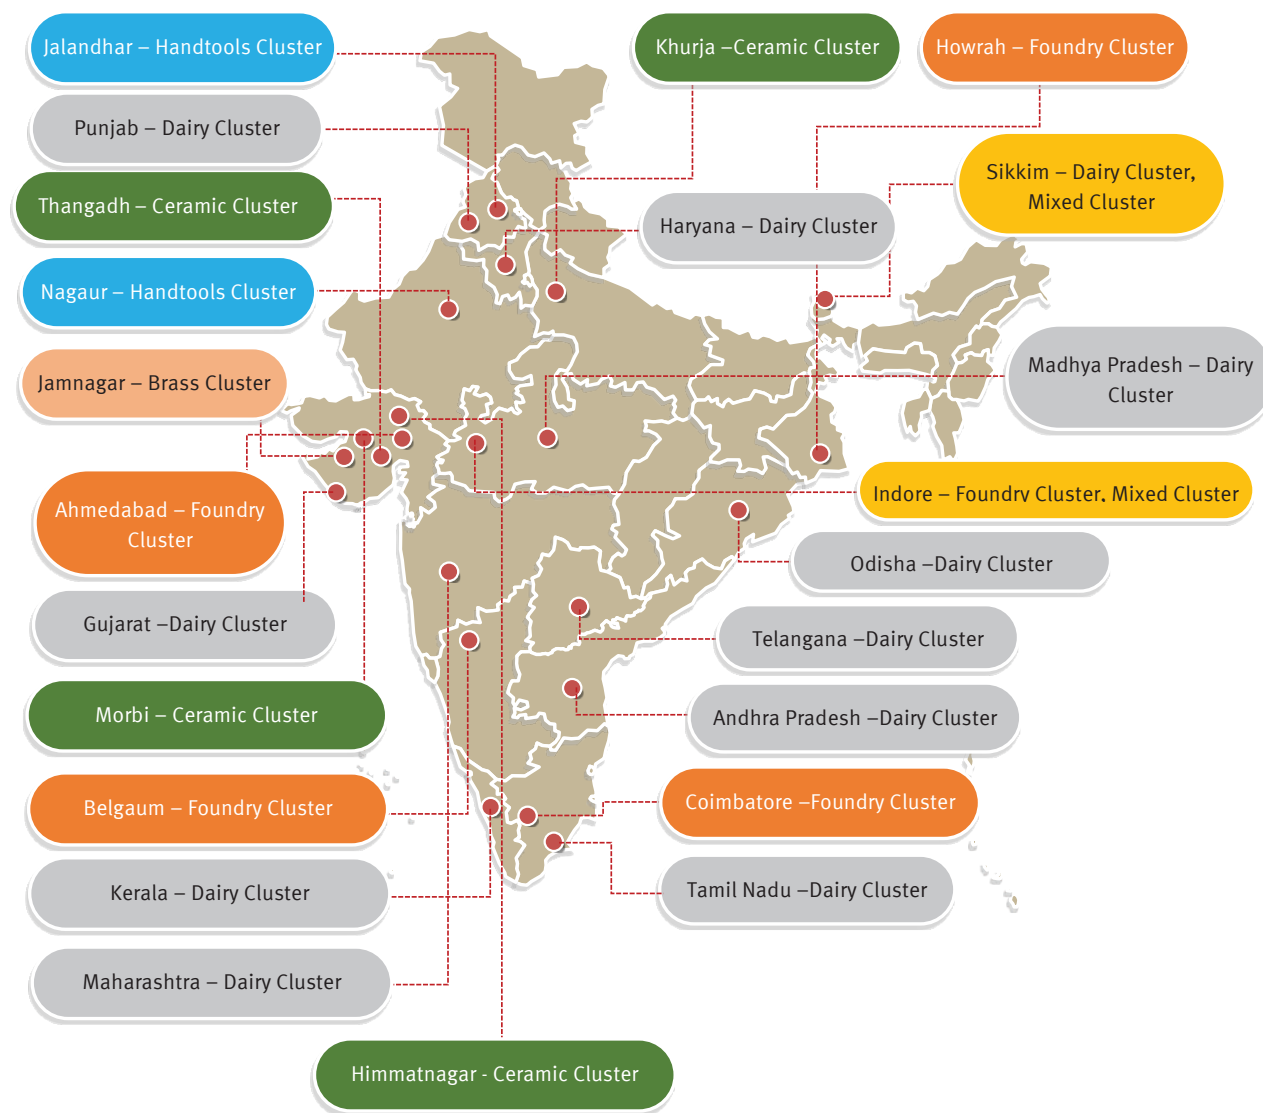 Jalandhar – Handtools Cluster
Khurja –Ceramic Cluster
Howrah – Foundry Cluster
Punjab – Dairy Cluster
Sikkim – Dairy Cluster,
Mixed Cluster
Thangadh – Ceramic Cluster
Haryana – Dairy Cluster
Nagaur – Handtools Cluster
Madhya Pradesh – Dairy
Cluster
Jamnagar – Brass Cluster
Indore – Foundry Cluster, Mixed Cluster
Ahmedabad – Foundry
Cluster
Odisha –Dairy Cluster
Gujarat –Dairy Cluster
Telangana –Dairy Cluster
Morbi – Ceramic Cluster
Andhra Pradesh –Dairy Cluster
Belgaum – Foundry Cluster
Coimbatore –Foundry Cluster
Kerala – Dairy Cluster
Tamil Nadu –Dairy Cluster
Maharashtra – Dairy Cluster
Himmatnagar - Ceramic Cluster